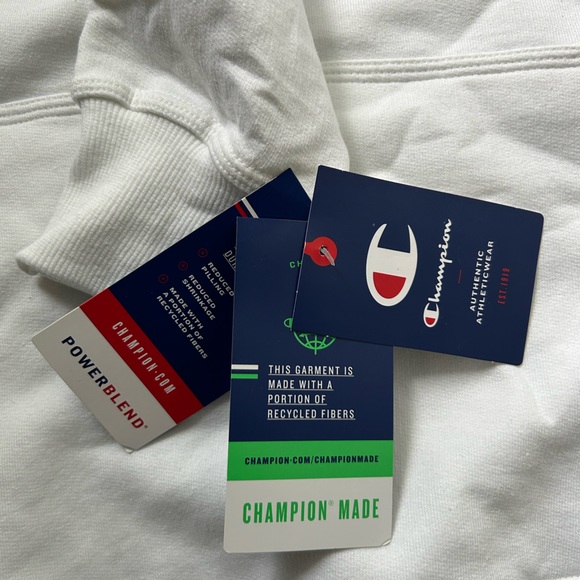 REDUCED
PILLING
REDUCED
SHRINKAGE
MADE WITH
A PORTION OF
RECYCLED FIBERS
CHAMPION.COM
POWERBLEND®
THIS GARMENT IS
MADE WITH A
PORTION OF
RECYCLED FIBERS
CHAMPION.COM/CHAMPIONMADE
CHAMPION® MADE
Champion
AUTHENTIC
ATHLETICWEAR
EST.1919